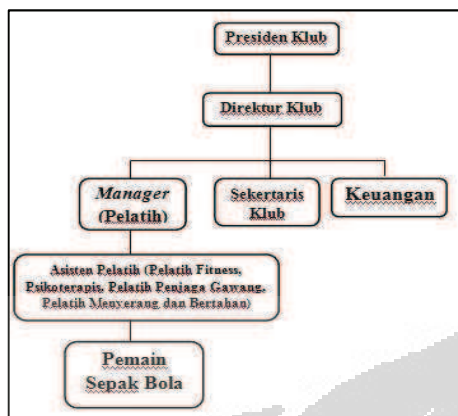 Presiden Klub
Direktur Klub
Manager
(Pelatih)
Sekertaris
Klub
Keuangan
Asisten Pelatih (Pelatih Fitness,
Psikoterapis, Pelatih Penjaga Gawang,
Pelatih Menyerang dan Bertahan)
Pemain
Sepak Bola